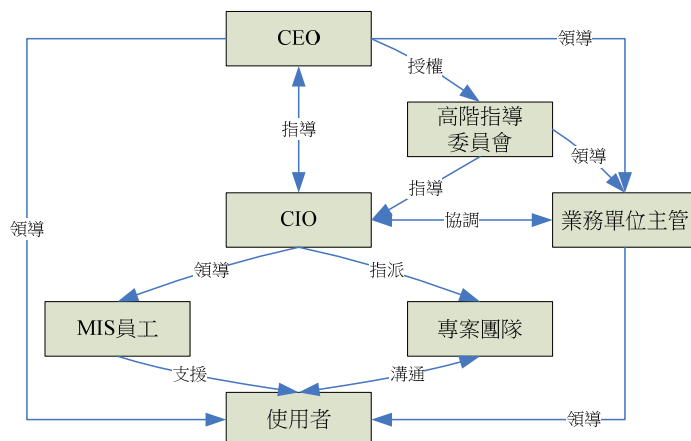 CEO
領導
授權
高階指導
委員會
指導
領導
指導
CIO
協調
業務單位主管
領導
領導
指派
MIS員工
專案團隊
支援
溝通
使用者
領導